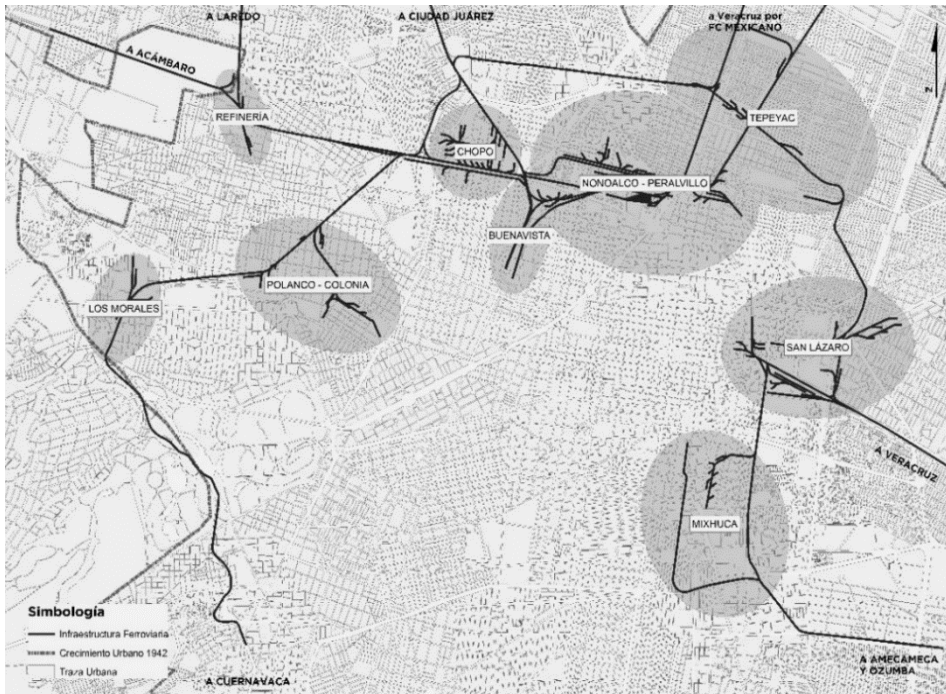 A LAREDO
A CIUDAD JUÁREZ
a Veracruz por
FC MEXICANO
A ACÁMBARO
N
REFINERÍA
TEPEYAC
CHOPO
NONOALCO - PERALVILLO
BUENAVISTA
POLANCO - COLONIA
LOS MORALES
SAN LÁZARO
A VERACRUZ
MIXHUCA
Simbología
Infraestructura Ferroviaria
Crecimiento Urbano 1942
Traza Urbana
A CUERNAVACA
A AMECAMECA
Y OZUMBA